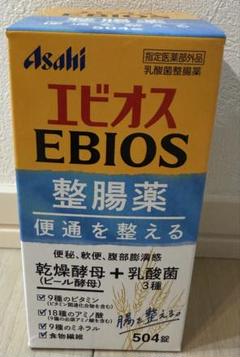 504錠
Asahi
指定医薬部外品
乳酸菌整腸薬
エビオス
EBIOS
整腸薬
便通を整える
便秘、軟便、腹部膨満感
乾燥酵母+乳酸菌
(ビール酵母) 3種
9種のビタミン
18種のアミノ酸
9種のミネラル
食物繊維
腸を整える。
504錠